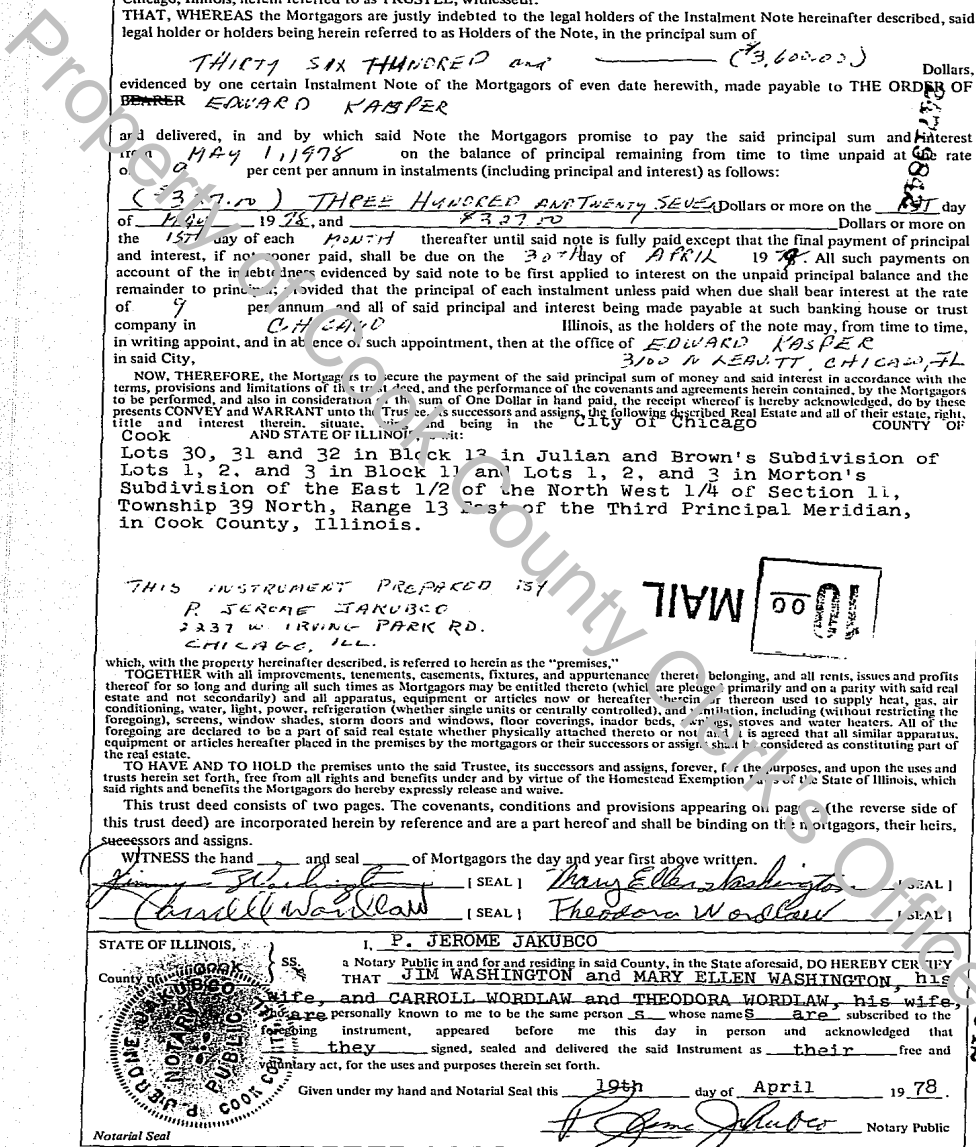 Chicago, Illinois, herein referred to as TRUSTEE, witnesseth:
THAT, WHEREAS the Mortgagors are justly indebted to the legal holders of the Instalment Note hereinafter described, said
legal holder or holders being herein referred to as Holders of the Note, in the principal sum of
THIRTY SIX HUNDRED and ($3,600.00)
Dollars,
evidenced by one certain Instalment Note of the Mortgagors of even date herewith, made payable to THE ORDER OF
BEARER EDWARD KASPER
and delivered, in and by which said Note the Mortgagors promise to pay the said principal sum and interest
from MAY 1, 1978 on the balance of principal remaining from time to time unpaid at the rate
of 9 per cent per annum in instalments (including principal and interest) as follows:
($327.00) THREE HUNDRED AND TWENTY SEVEN Dollars or more on the 1ST day
of MAY 1978, and $327.00 Dollars or more on
the 1ST day of each MONTH thereafter until said note is fully paid except that the final payment of principal
and interest, if not sooner paid, shall be due on the 30TH day of APRIL 1979. All such payments on
account of the indebtedness evidenced by said note to be first applied to interest on the unpaid principal balance and the
remainder to principal; provided that the principal of each instalment unless paid when due shall bear interest at the rate
of 9 per annum, and all of said principal and interest being made payable at such banking house or trust
company in CHICAGO Illinois, as the holders of the note may, from time to time,
in writing appoint, and in absence of such appointment, then at the office of EDWARD KASPER
in said City, 3100 N LEAVITT, CHICAGO, IL
NOW, THEREFORE, the Mortgagors to secure the payment of the said principal sum of money and said interest in accordance with the
terms, provisions and limitations of this trust deed, and the performance of the covenants and agreements herein contained, by the Mortgagors
to be performed, and also in consideration of the sum of One Dollar in hand paid, the receipt whereof is hereby acknowledged, do by these
presents CONVEY and WARRANT unto the Trustee, its successors and assigns, the following described Real Estate and all of their estate, right,
title and interest therein, situate, lying and being in the City of Chicago COUNTY OF
Cook AND STATE OF ILLINOIS, to wit:
Lots 30, 31 and 32 in Block 13 in Julian and Brown's Subdivision of
Lots 1, 2, and 3 in Block 11 and Lots 1, 2, and 3 in Morton's
Subdivision of the East 1/2 of the North West 1/4 of Section 11,
Township 39 North, Range 13 East of the Third Principal Meridian,
in Cook County, Illinois.
THIS INSTRUMENT PREPARED BY
P. JEROME JAKUBCO
2237 W. IRVING PARK RD.
CHICAGO, ILL.
MAIL
10 00
which, with the property hereinafter described, is referred to herein as the "premises,"
TOGETHER with all improvements, tenements, easements, fixtures, and appurtenances thereto belonging, and all rents, issues and profits
thereof for so long and during all such times as Mortgagors may be entitled thereto (which are pledged primarily and on a parity with said real
estate and not secondarily) and all apparatus, equipment or articles now or hereafter therein or thereon used to supply heat, gas, air
conditioning, water, light, power, refrigeration (whether single units or centrally controlled), and ventilation, including (without restricting the
foregoing), screens, window shades, storm doors and windows, floor coverings, inador beds, awnings, stoves and water heaters. All of the
foregoing are declared to be a part of said real estate whether physically attached thereto or not, and it is agreed that all similar apparatus,
equipment or articles hereafter placed in the premises by the mortgagors or their successors or assigns shall be considered as constituting part of
the real estate.
TO HAVE AND TO HOLD the premises unto the said Trustee, its successors and assigns, forever, for the purposes, and upon the uses and
trusts herein set forth, free from all rights and benefits under and by virtue of the Homestead Exemption Laws of the State of Illinois, which
said rights and benefits the Mortgagors do hereby expressly release and waive.
This trust deed consists of two pages. The covenants, conditions and provisions appearing on page 2 (the reverse side of
this trust deed) are incorporated herein by reference and are a part hereof and shall be binding on the mortgagors, their heirs,
successors and assigns.
WITNESS the hand and seal of Mortgagors the day and year first above written.
Jimmy Washington [ SEAL ] Mary Ellen Washington [ SEAL ]
Carroll Wordlaw [ SEAL ] Theodora Wordlaw [ SEAL ]
STATE OF ILLINOIS, I, P. JEROME JAKUBCO
SS. a Notary Public in and for and residing in said County, in the State aforesaid, DO HEREBY CERTIFY
County of Cook THAT JIM WASHINGTON and MARY ELLEN WASHINGTON, his
wife, and CARROLL WORDLAW and THEODORA WORDLAW, his wife,
who are personally known to me to be the same person s whose name S are subscribed to the
foregoing instrument, appeared before me this day in person and acknowledged that
they signed, sealed and delivered the said Instrument as their free and
voluntary act, for the uses and purposes therein set forth.
Given under my hand and Notarial Seal this 19th day of April 19 78.
P. Jerome Jakubco Notary Public
Notarial Seal
P. JEROME JAKUBCO
NOTARY PUBLIC
COOK COUNTY
Property of Cook County Clerk's Office